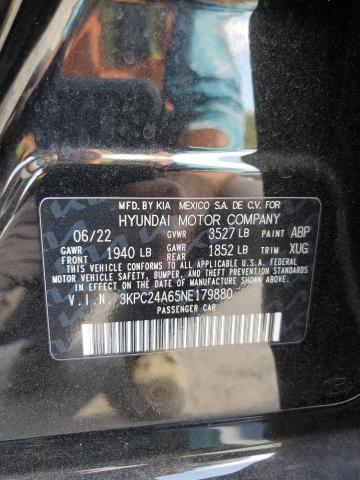 MFD. BY KIA MEXICO S.A. DE C.V. FOR
HYUNDAI MOTOR COMPANY
06/22 GVWR 3527 LB PAINT ABP
GAWR FRONT 1940 LB GAWR REAR 1852 LB TRIM XUG
THIS VEHICLE CONFORMS TO ALL APPLICABLE U.S.A. FEDERAL
MOTOR VEHICLE SAFETY, BUMPER, AND THEFT PREVENTION
STANDARDS IN EFFECT ON THE DATE OF MANUFACTURE SHOWN ABOVE.
V.I.N. 3KPC24A65NE179880
PASSENGER CAR